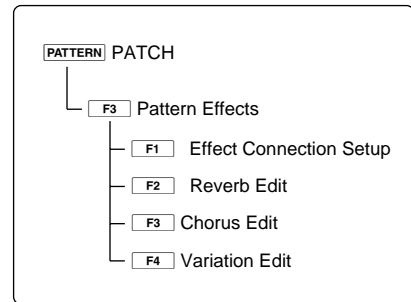 PATTERN PATCH
F3 Pattern Effects
F1 Effect Connection Setup
F2 Reverb Edit
F3 Chorus Edit
F4 Variation Edit